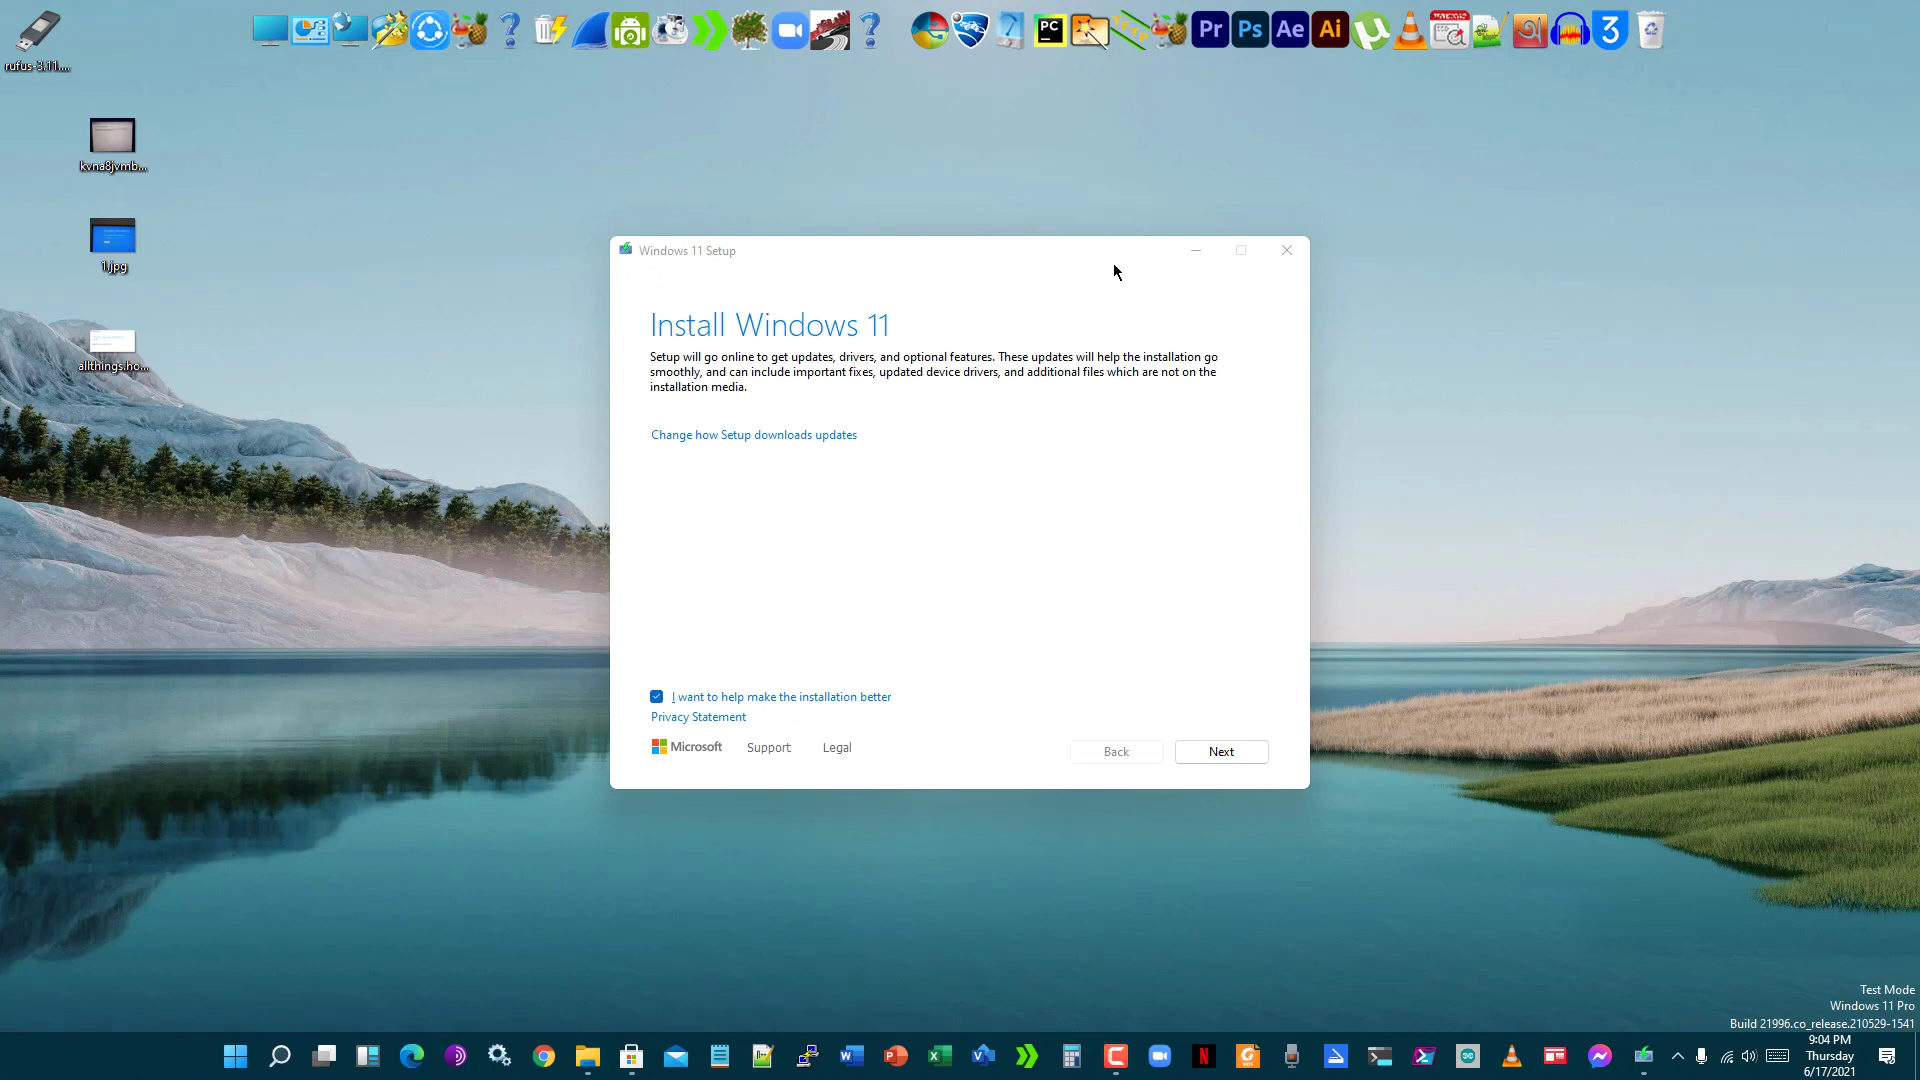 rufus-3.11....
PC
Pr
Ps
Ae
Ai
3
kvna8jvmb...
1.jpg
allthings.ho...
Windows 11 Setup
Install Windows 11
Setup will go online to get updates, drivers, and optional features. These updates will help the installation go
smoothly, and can include important fixes, updated device drivers, and additional files which are not on the
installation media.
Change how Setup downloads updates
I want to help make the installation better
Privacy Statement
Microsoft
Support
Legal
Back
Next
Test Mode
Windows 11 Pro
Build 21996.co_release.210529-1541
9:04 PM
Thursday
6/17/2021